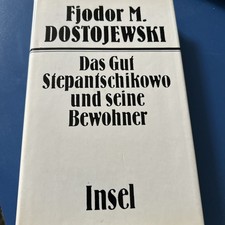 Fjodor M.
DOSTOJEWSKI
Das Gut
Stepantschikowo
und seine
Bewohner
Insel